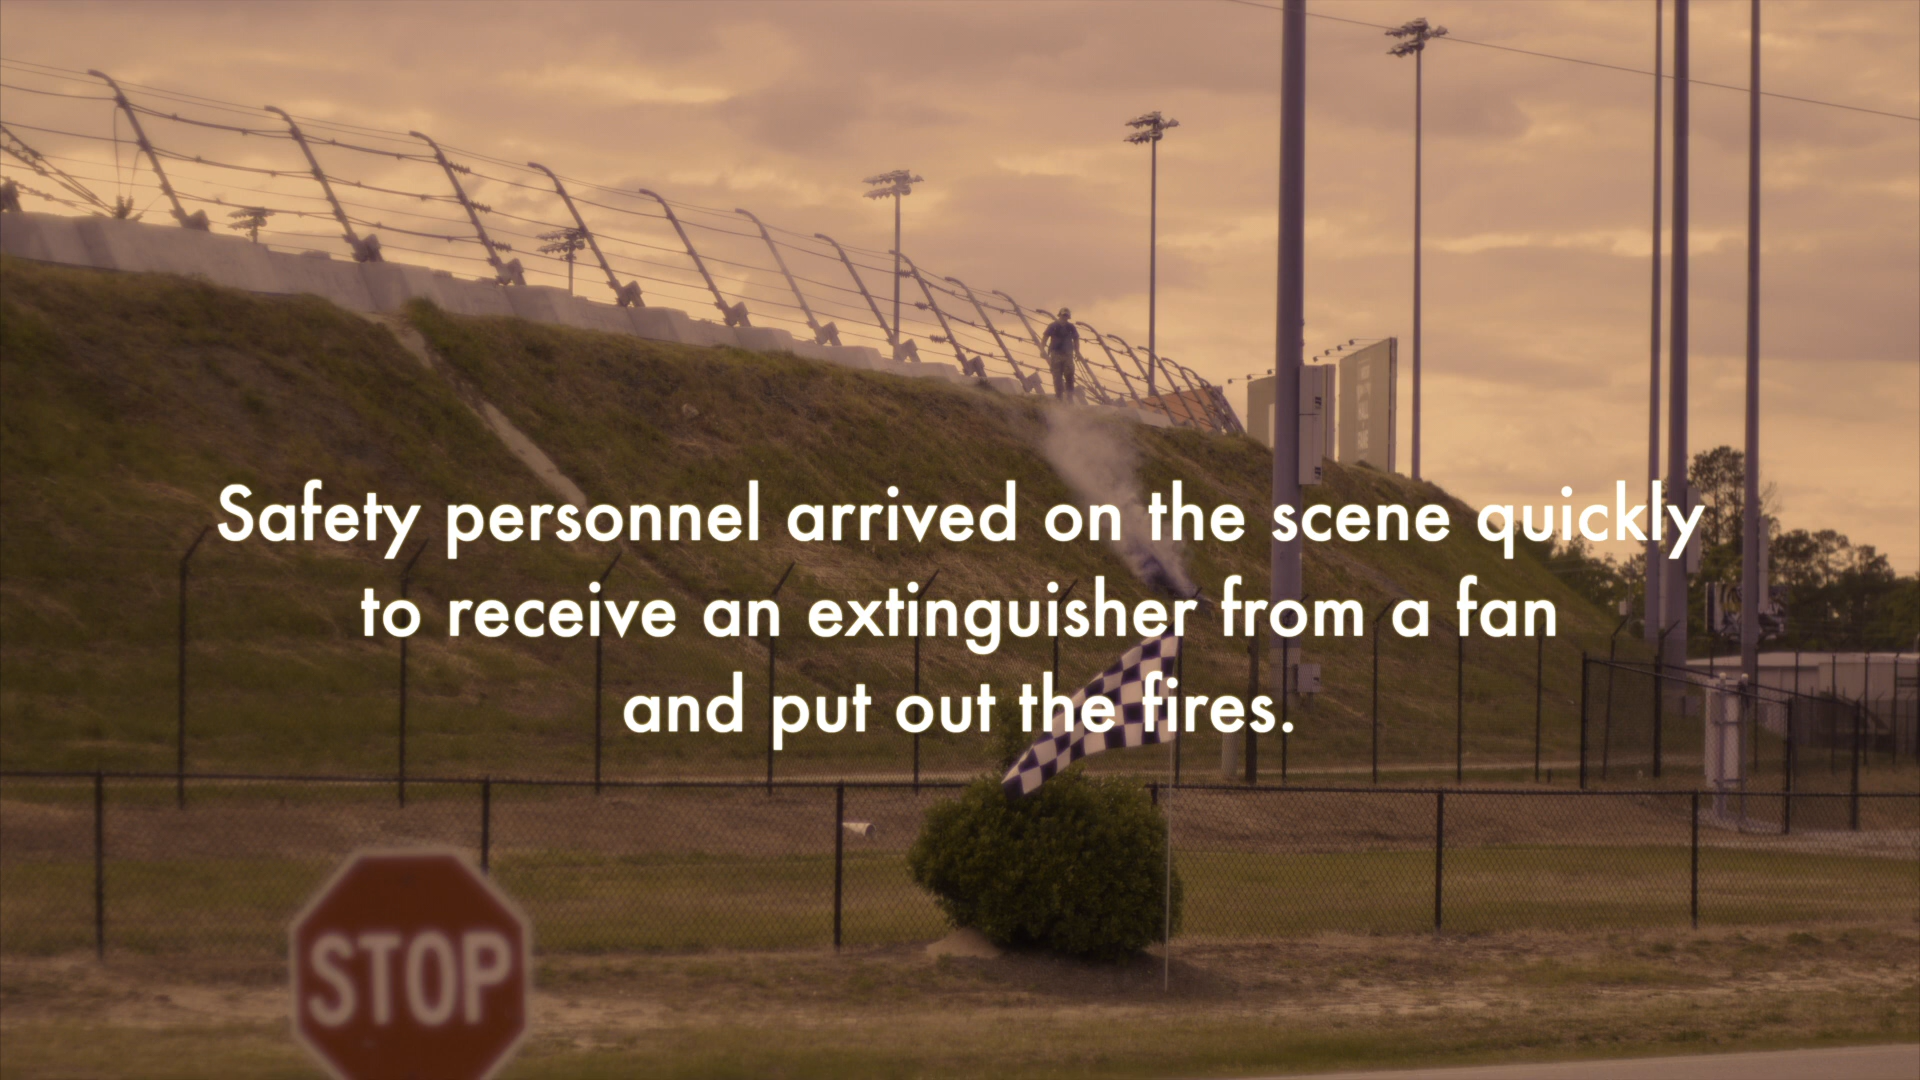 Safety personnel arrived on the scene quickly
to receive an extinguisher from a fan
and put out the fires.
STOP